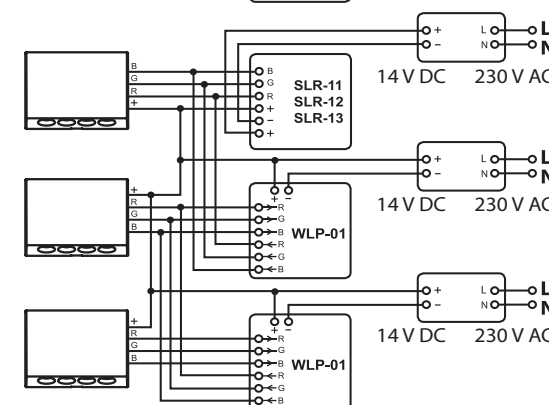 + L L
− N N
14 V DC 230 V AC
B
G
R
+
B
G
R
+
−
+
SLR-11
SLR-12
SLR-13
+ L L
− N N
14 V DC 230 V AC
+
R
G
B
+ −
R
G
B
R
G
B
WLP-01
+ L L
− N N
14 V DC 230 V AC
+
R
G
B
+ −
R
G
B
R
G
B
WLP-01